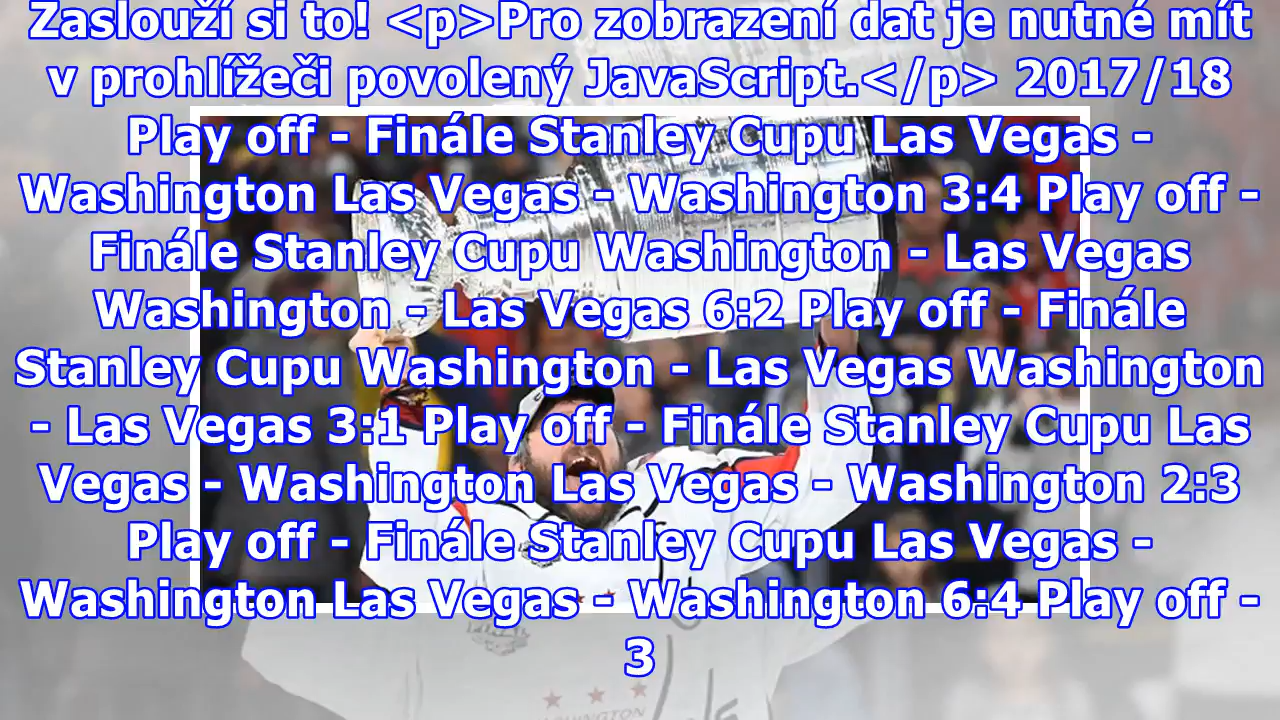 Zaslouží si to! <p>Pro zobrazení dat je nutné mít
v prohlížeči povolený JavaScript.</p> 2017/18
Play off - Finále Stanley Cupu Las Vegas -
Washington Las Vegas - Washington 3:4 Play off -
Finále Stanley Cupu Washington - Las Vegas
Washington - Las Vegas 6:2 Play off - Finále
Stanley Cupu Washington - Las Vegas Washington
- Las Vegas 3:1 Play off - Finále Stanley Cupu Las
Vegas - Washington Las Vegas - Washington 2:3
Play off - Finále Stanley Cupu Las Vegas -
Washington Las Vegas - Washington 6:4 Play off -
3